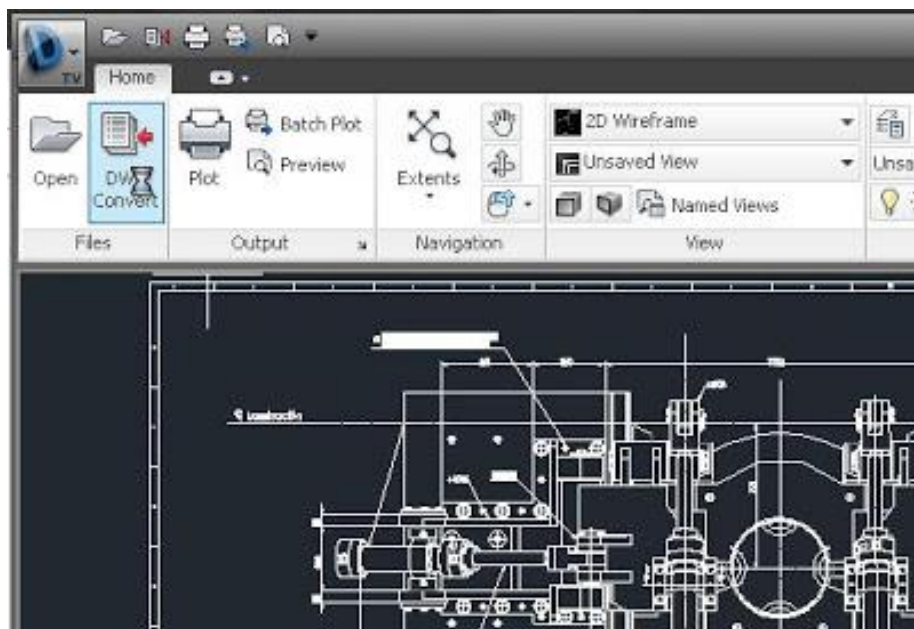 TV
Home
Open
Convert
Plot
Batch Plot
Preview
Extents
2D Wireframe
Unsaved View
Named Views
Unsa
Files
Output
Navigation
View